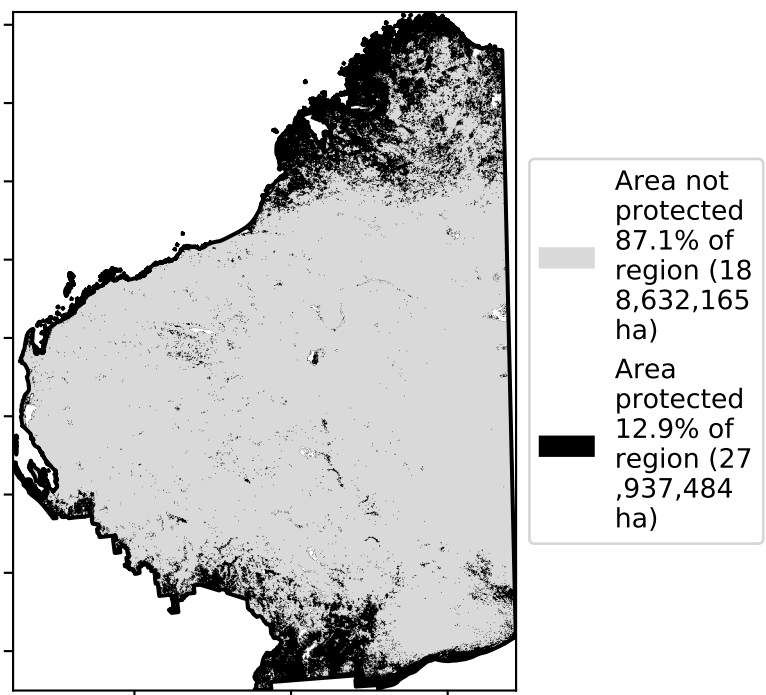 Area not
protected
87.1% of
region (18
8,632,165
ha)
Area
protected
12.9% of
region (27
,937,484
ha)